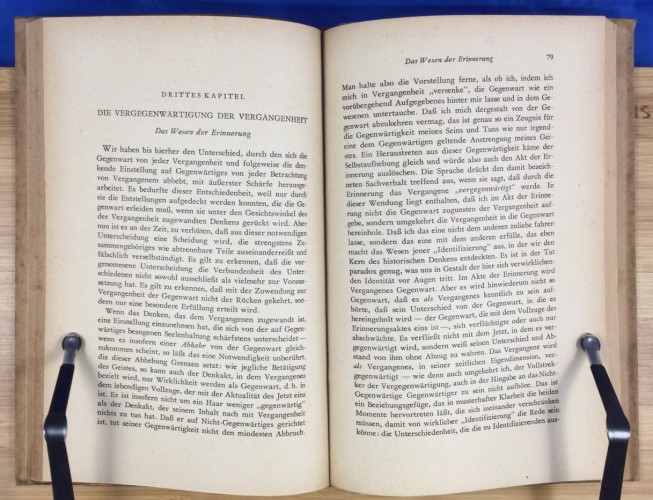 DRITTES KAPITEL
DIE VERGEGENWÄRTIGUNG DER VERGANGENHEIT
Das Wesen der Erinnerung
Wir haben bis hierher den Unterschied, durch den sich die
Gegenwart von jeder Vergangenheit und folgeweise die den-
kende Einstellung auf Gegenwärtiges von jeder Betrachtung
von Vergangenem abhebt, mit äußerster Schärfe herausge-
arbeitet. Es bedurfte dieser Entschiedenheit, weil nur durch
sie die Entstellungen aufgedeckt werden konnten, die die Ge-
genwart erleiden muß, wenn sie unter den Gesichtswinkel des
der Vergangenheit zugewandten Denkens gerückt wird. Aber
nun ist es an der Zeit, zu verhüten, daß aus dieser notwendigen
Unterscheidung eine Scheidung wird, die strengstens Zu-
sammengehöriges wie abtrennbare Teile auseinanderreißt und
fälschlich verselbständigt. Es gilt zu erkennen, daß die vor-
genommene Unterscheidung die Verbundenheit des Unter-
schiedenen nicht sowohl ausschließt als vielmehr zur Voraus-
setzung hat. Es gilt zu erkennen, daß mit der Zuwendung zur
Vergangenheit der Gegenwart nicht der Rücken gekehrt, son-
dern nur eine besondere Erfüllung erteilt wird.
Wenn das Denken, das dem Vergangenen zugewandt ist,
eine Einstellung einzunehmen hat, die sich von der auf Gegen-
wärtiges bezogenen Seelenhaltung schärfstens unterscheidet—
wenn es insofern einer Abkehr von der Gegenwart gleich-
zukommen scheint, so läßt das eine Notwendigkeit unberührt,
die dieser Abhebung Grenzen setzt: wie jegliche Betätigung
des Geistes, so kann auch der Denkakt, in dem Vergangenes
bezielt wird, nur Wirklichkeit werden als Gegenwart, d. h. in
dem lebendigen Vollzuge, der mit der Aktualität des Jetzt eins
ist. Er ist insofern nicht um ein Haar weniger „gegenwärtig“
als der Denkakt, der seinem Inhalt nach mit Vergangenheit
nichts zu tun hat. Daß er auf Nicht-Gegenwärtiges gerichtet
ist, tut seiner Gegenwärtigkeit nicht den mindesten Abbruch.
Das Wesen der Erinnerung 79
Man halte also die Vorstellung ferne, als ob ich, indem ich
mich in Vergangenheit „versenke“, die Gegenwart wie ein
vorübergehend Aufgegebenes hinter mir lasse und in dem Ge-
wesenen untertauche. Daß ich mich dergestalt von der Ge-
genwart abzukehren vermag, das ist genau so ein Zeugnis für
die Gegenwärtigkeit meines Seins und Tuns wie nur irgend-
eine dem Gegenwärtigen geltende Anstrengung meines Gei-
stes. Ein Heraustreten aus dieser Gegenwärtigkeit käme der
Selbstaufhebung gleich und würde also auch den Akt der Er-
innerung auslöschen. Die Sprache drückt den damit bezeich-
neten Sachverhalt treffend aus, wenn sie sagt, daß durch die
Erinnerung das Vergangene „vergegenwärtigt“ werde. In
dieser Wendung liegt enthalten, daß ich im Akt der Erinne-
rung nicht die Gegenwart zugunsten der Vergangenheit auf-
gebe, sondern umgekehrt die Vergangenheit in die Gegenwart
hereinhole. Daß ich das eine nicht dem anderen zuliebe fahren
lasse, sondern das eine mit dem anderen erfülle, das eben
macht das Wesen jener „Identifizierung“ aus, in der wir den
Kern des historischen Denkens entdeckten. Es ist in der Tat
paradox genug, was uns in Gestalt der hier sich verwirklichen-
den Identität vor Augen tritt. Im Akte der Erinnerung wird
Vergangenes Gegenwart. Aber es wird hinwiederum nicht so
Gegenwart, daß es als Vergangenes kenntlich zu sein auf-
hörte, daß sein Unterschied von der Gegenwart, in die es
hereingeholt wird — der Gegenwart, die mit dem Vollzuge des
Erinnerungsaktes eins ist—, sich verflüchtigte oder auch nur
abschwächte. Es verfließt nicht mit dem Jetzt, in dem es ver-
gegenwärtigt wird, sondern weiß seinen Unterschied und Ab-
stand von ihm ohne Abzug zu wahren. Das Vergangene wird
als Vergangenes, in seiner zeitlichen Eigendimension, ver-
gegenwärtigt — wie denn auch umgekehrt ich, der Vollstrek-
ker der Vergegenwärtigung, auch in der Hingabe an das Nicht-
Gegenwärtige Gegenwärtiger zu sein nicht aufhöre. Das ist
ein Beziehungsgefüge, das in musterhafter Klarheit die beiden
Momente hervortreten läßt, die sich ineinander verschränken
müssen, damit von wirklicher „Identifizierung“ die Rede sein
könne: die Unterschiedenheit, die die zu Identifizierenden aus-